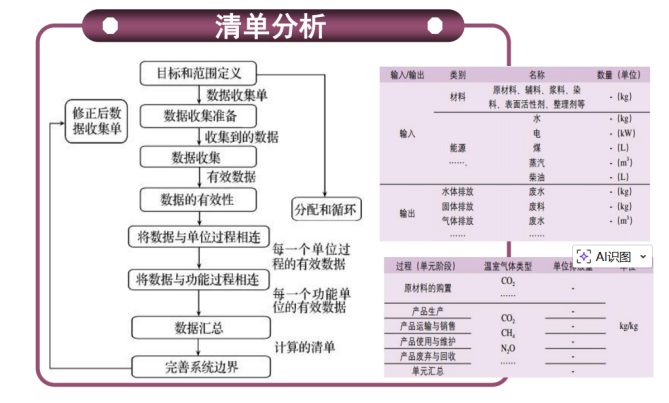 清单分析
目标和范围定义
数据收集单
修正后数
据收集单
数据收集准备
收集到的数据
数据收集
有效数据
数据的有效性
分配和循环
将数据与单位过程相连
每一个单位过
程的有效数据
将数据与功能过程相连
每一个功能单
位的有效数据
数据汇总
计算的清单
完善系统边界
输入/输出 类别 名称 数量（单位）
材料 原材料、辅料、浆料、染
料、表面活性剂、整理剂等 - (kg)
水 - (kg)
输入 电 - (kW)
能源 煤 - (L)
……. 蒸汽 - (m³)
柴油 - (L)
水体排放 废水 - (kg)
输出 固体排放 废料 - (kg)
气体排放 废水 - (m³)
…… ……
AI识图
过程（单元阶段） 温室气体类型
原材料的购置 CO₂ -
……
产品生产 -
产品运输与销售 CO₂ - kg/kg
产品使用与维护 CH₄ -
产品废弃与回收 N₂O -
单元汇总 …… -